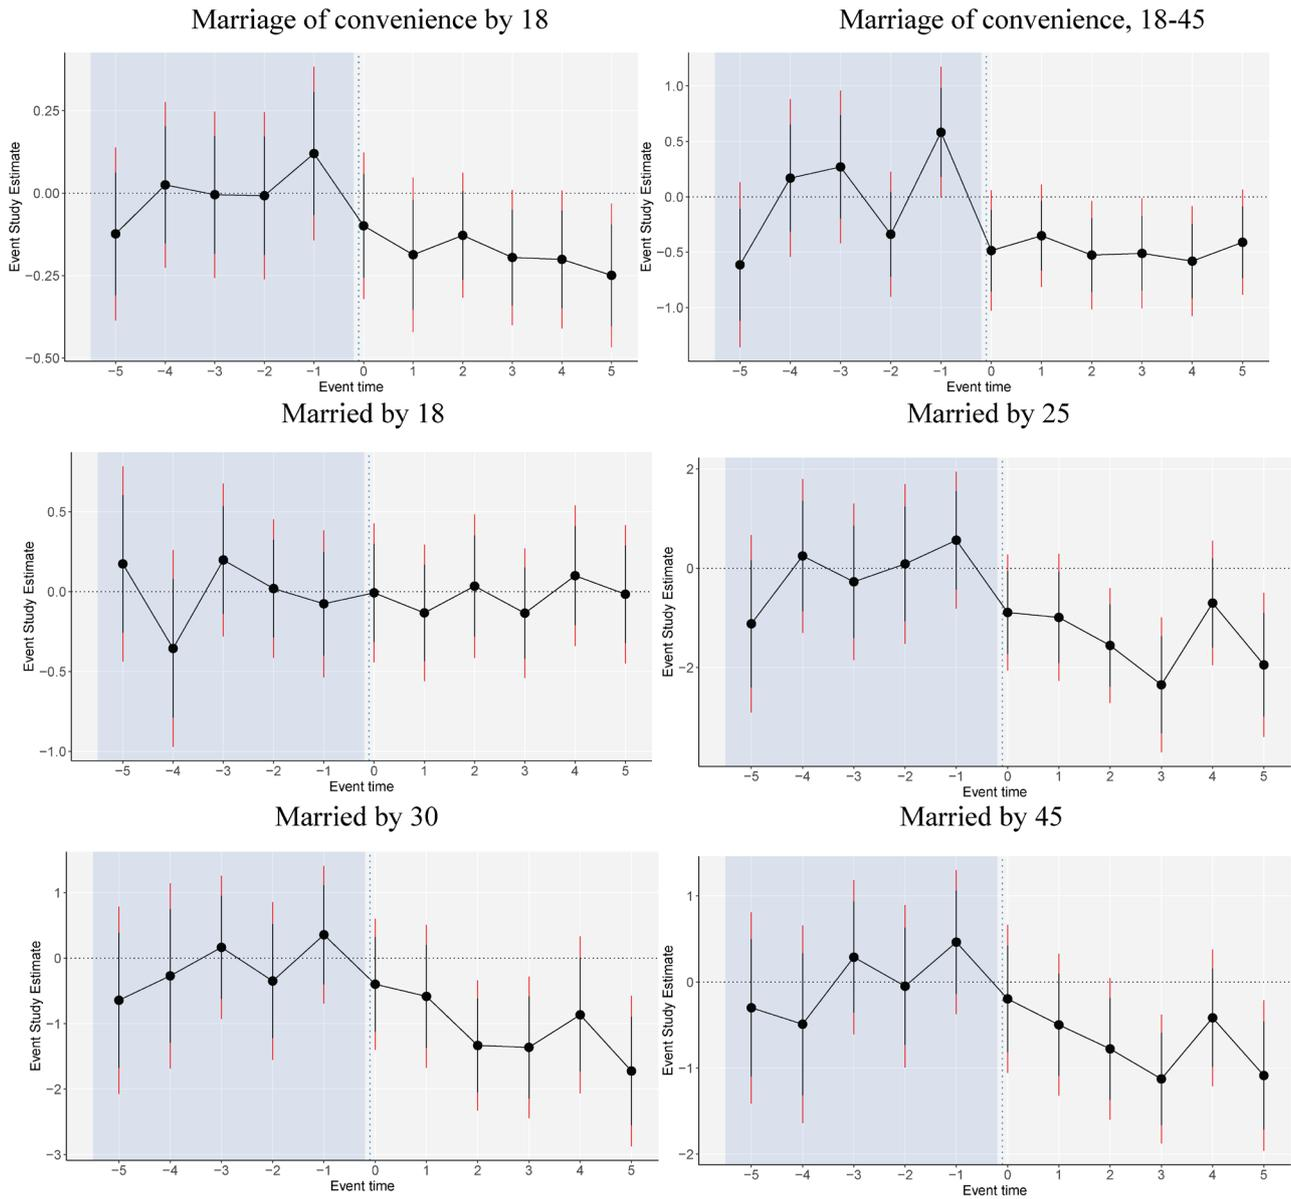 Marriage of convenience by 18
Event Study Estimate
0.25
0.00
−0.25
−0.50
−5 −4 −3 −2 −1 0 1 2 3 4 5
Event time
Marriage of convenience, 18-45
Event Study Estimate
1.0
0.5
0.0
−0.5
−1.0
−5 −4 −3 −2 −1 0 1 2 3 4 5
Event time
Married by 18
Event Study Estimate
0.5
0.0
−0.5
−1.0
−5 −4 −3 −2 −1 0 1 2 3 4 5
Event time
Married by 25
Event Study Estimate
2
0
−2
−5 −4 −3 −2 −1 0 1 2 3 4 5
Event time
Married by 30
Event Study Estimate
1
0
−1
−2
−3
−5 −4 −3 −2 −1 0 1 2 3 4 5
Event time
Married by 45
Event Study Estimate
1
0
−1
−2
−5 −4 −3 −2 −1 0 1 2 3 4 5
Event time